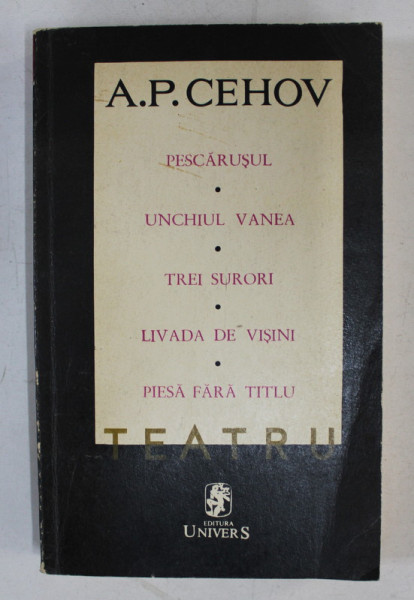 A.P. CEHOV
PESCĂRUŞUL
•
UNCHIUL VANEA
•
TREI SURORI
•
LIVADA DE VIŞINI
•
PIESĂ FĂRĂ TITLU
TEATRU
EDITURA
UNIVERS